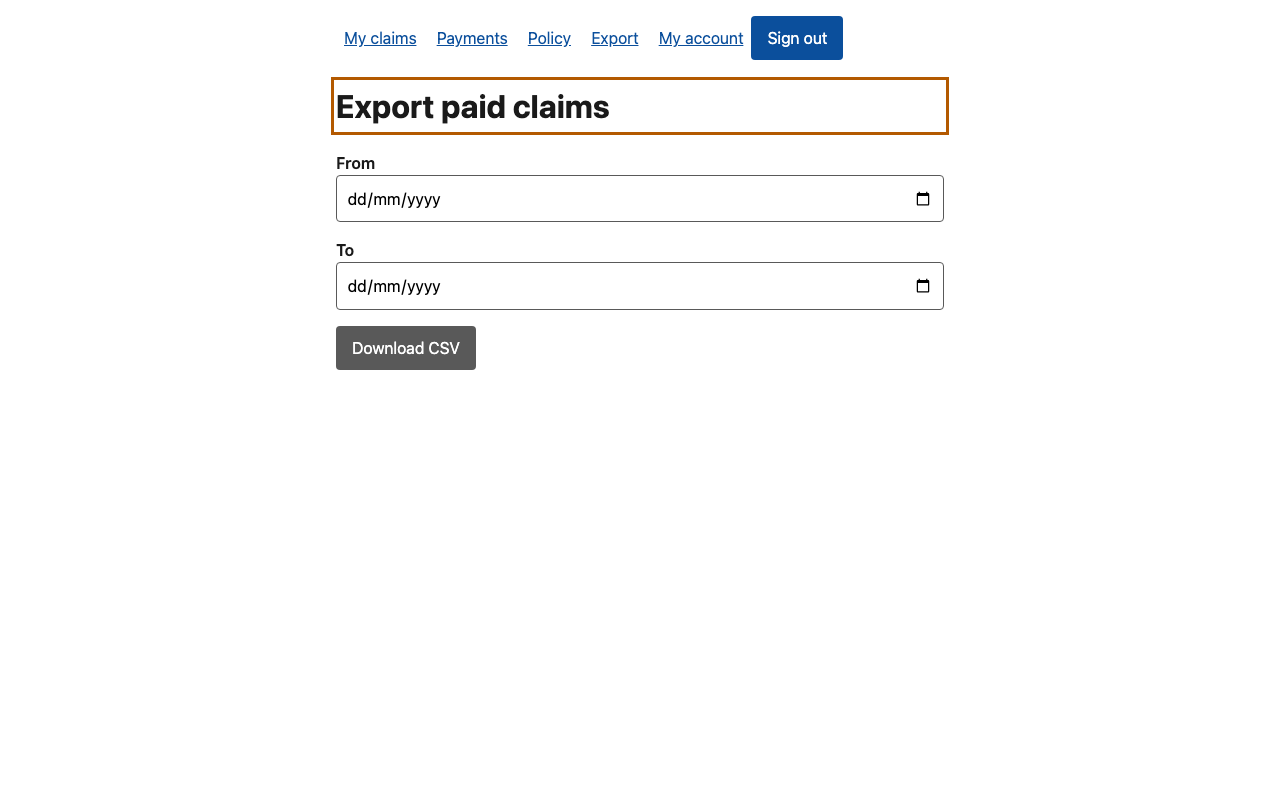 My claims Payments Policy Export My account Sign out
Export paid claims
From
dd/mm/yyyy
To
dd/mm/yyyy
Download CSV